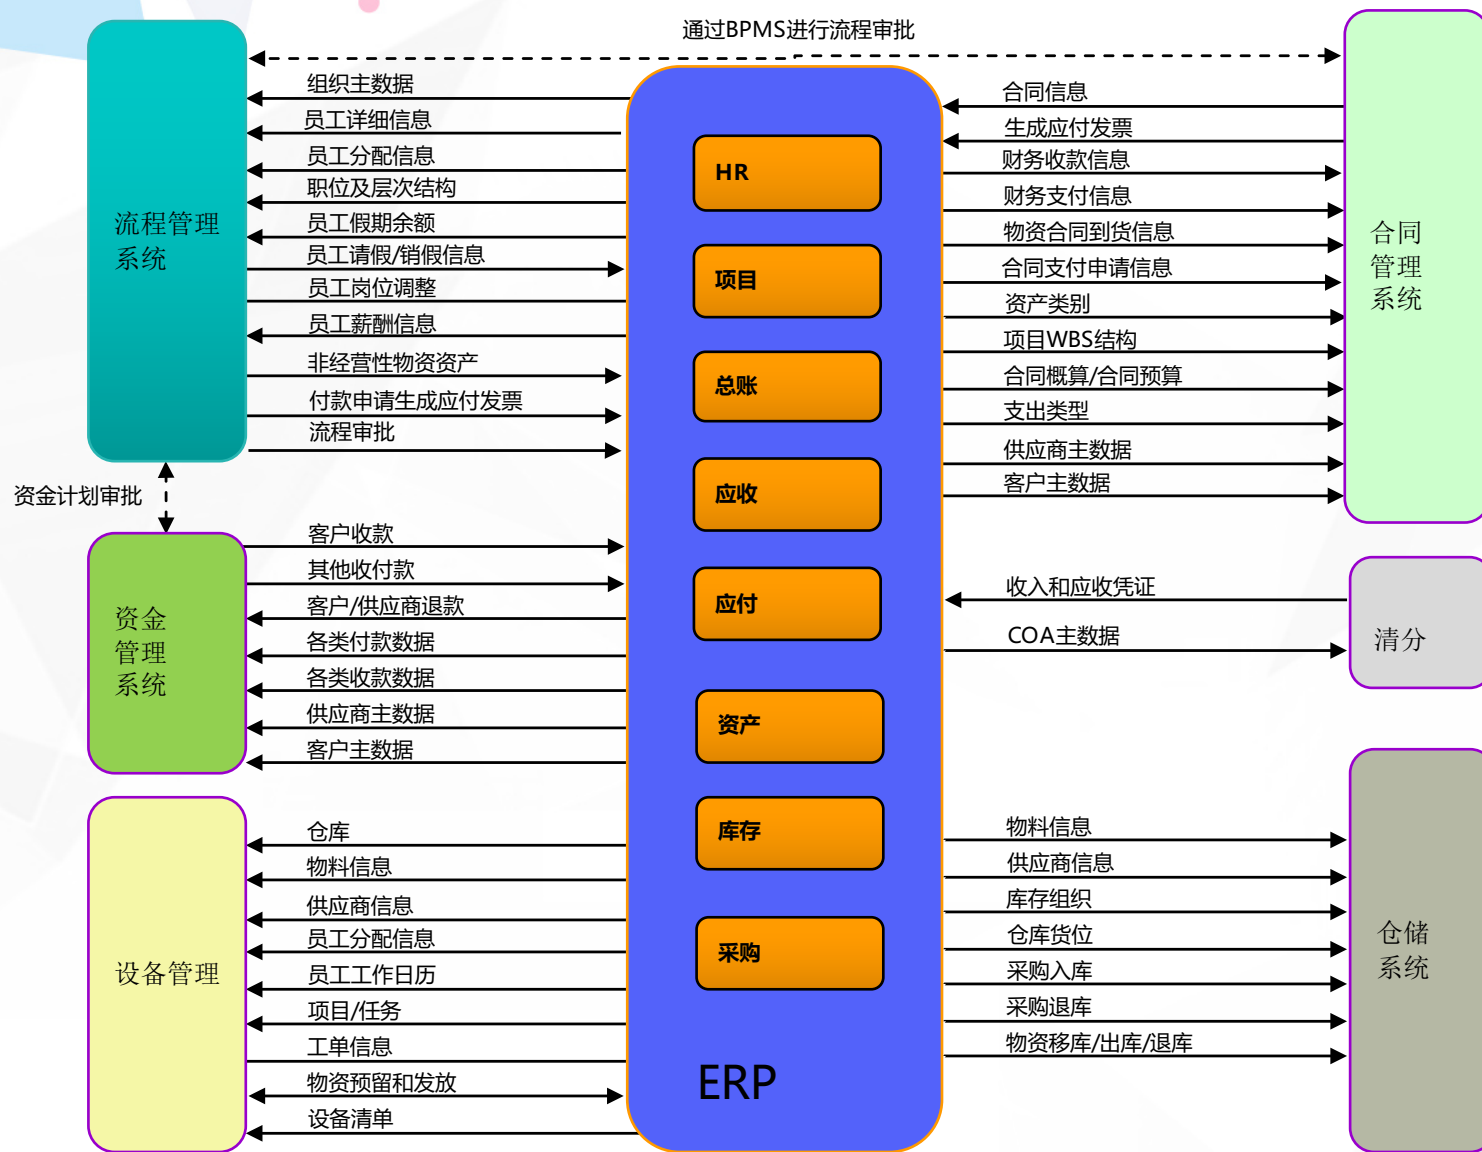 通过BPMS进行流程审批
流程管理
系统
组织主数据
员工详细信息
员工分配信息
职位及层次结构
员工假期余额
员工请假/销假信息
员工岗位调整
员工薪酬信息
非经营性物资资产
付款申请生成应付发票
流程审批
资金计划审批
资金
管理
系统
客户收款
其他收付款
客户/供应商退款
各类付款数据
各类收款数据
供应商主数据
客户主数据
设备管理
仓库
物料信息
供应商信息
员工分配信息
员工工作日历
项目/任务
工单信息
物资预留和发放
设备清单
HR
项目
总账
应收
应付
资产
库存
采购
ERP
合同信息
生成应付发票
财务收款信息
财务支付信息
物资合同到货信息
合同支付申请信息
资产类别
项目WBS结构
合同概算/合同预算
支出类型
供应商主数据
客户主数据
合同
管理
系统
收入和应收凭证
COA主数据
清分
物料信息
供应商信息
库存组织
仓库货位
采购入库
采购退库
物资移库/出库/退库
仓储
系统